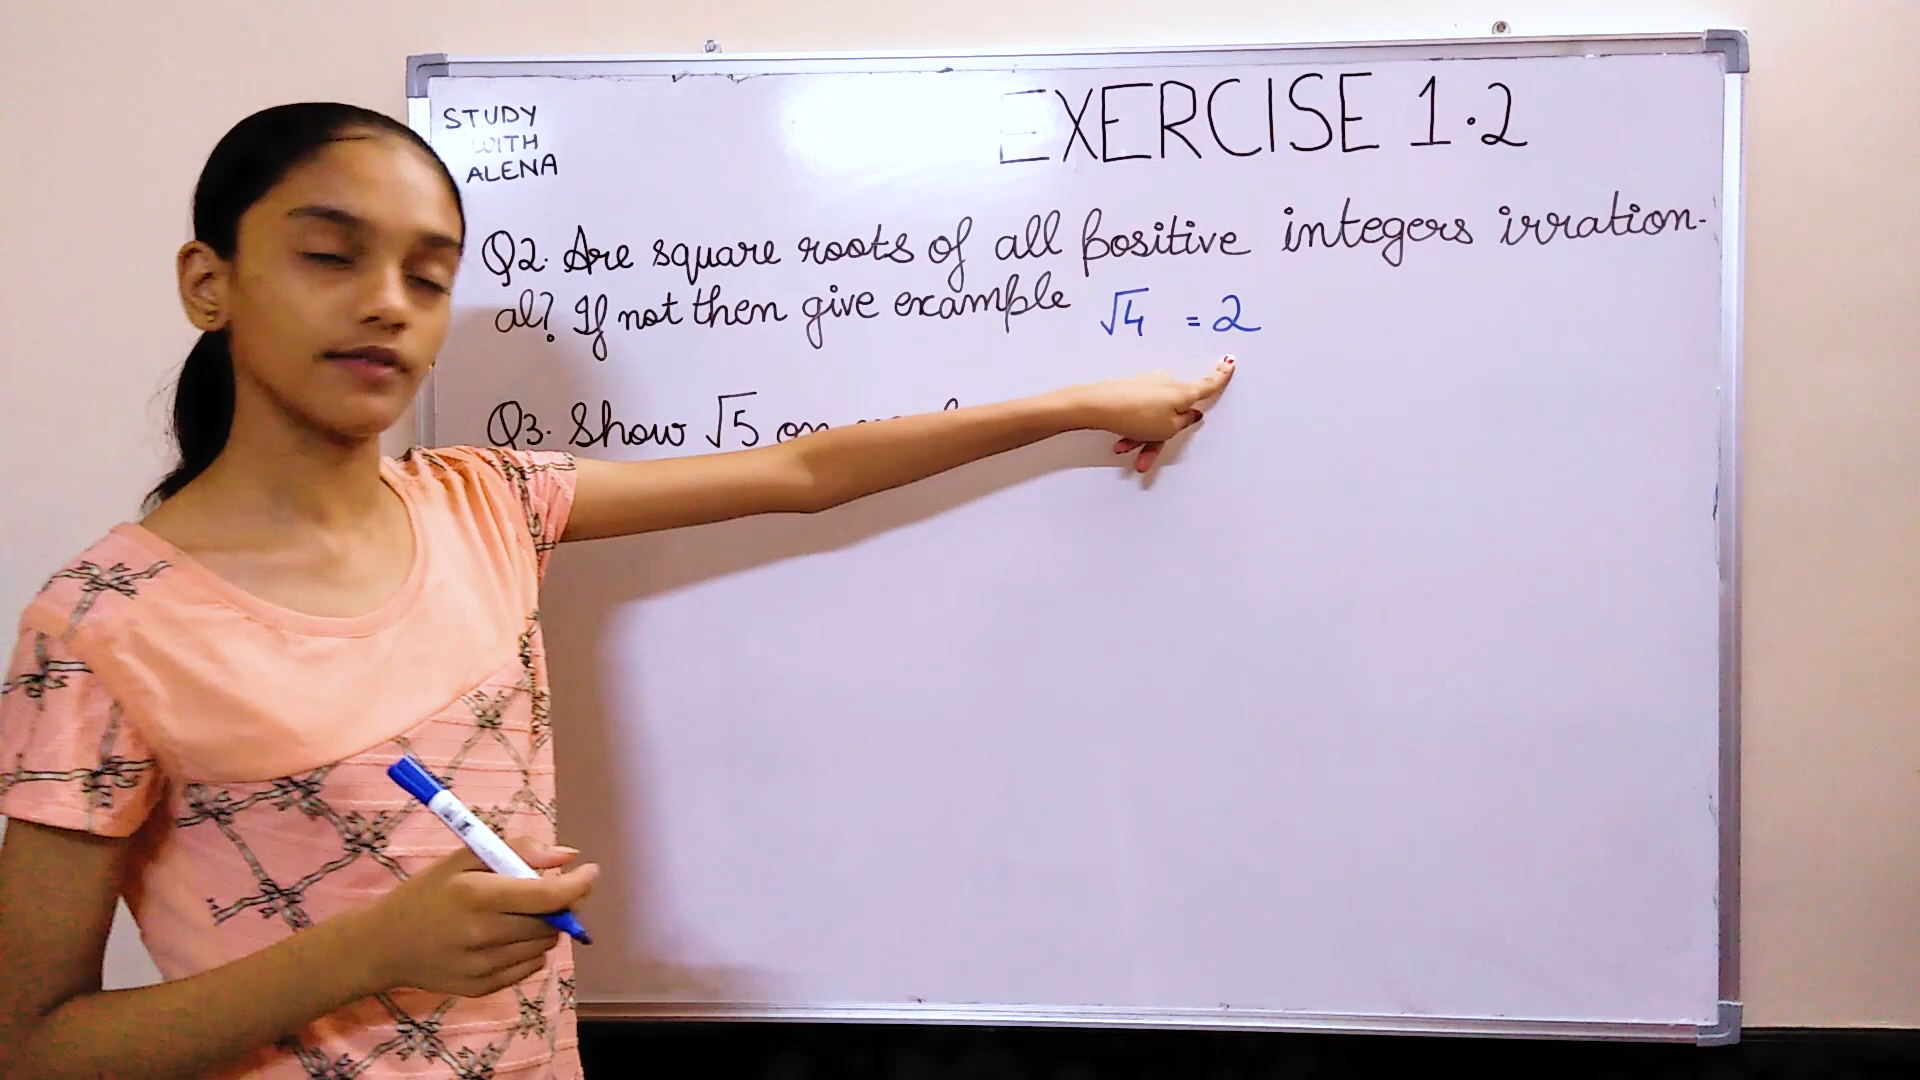 STUDY
WITH
ALENA
EXERCISE 1.2
Q2. Are square roots of all positive integers irration-
al? If not then give example √4 = 2
Q3. Show √5 on